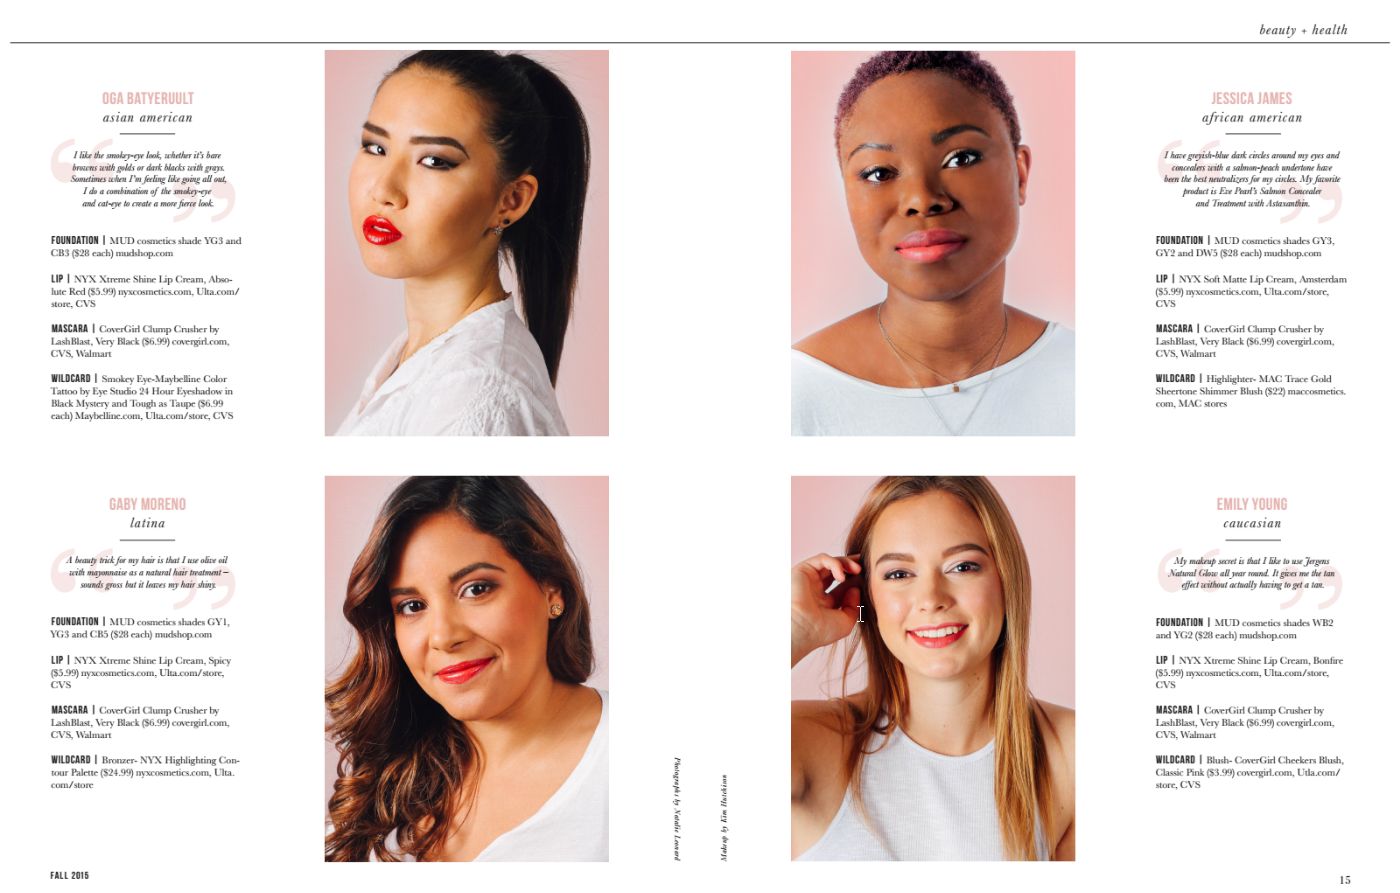 beauty + health
OGA BATYERUULT
asian american
I like the smokey-eye look, whether it's bare
browns with golds or dark blacks with grays.
Sometimes when I'm feeling like going all out,
I do a combination of the smokey-eye
and cat-eye to create a more fierce look.
FOUNDATION | MUD cosmetics shade YG3 and
CB3 ($28 each) mudshop.com
LIP | NYX Xtreme Shine Lip Cream, Abso-
lute Red ($5.99) nyxcosmetics.com, Ulta.com/
store, CVS
MASCARA | CoverGirl Clump Crusher by
LashBlast, Very Black ($6.99) covergirl.com,
CVS, Walmart
WILDCARD | Smokey Eye-Maybelline Color
Tattoo by Eye Studio 24 Hour Eyeshadow in
Black Mystery and Tough as Taupe ($6.99
each) Maybelline.com, Ulta.com/store, CVS
JESSICA JAMES
african american
I have greyish-blue dark circles around my eyes and
concealers with a salmon-peach undertone have
been the best neutralizers for my circles. My favorite
product is Eve Pearl's Salmon Concealer
and Treatment with Astaxanthin.
FOUNDATION | MUD cosmetics shades GY3,
GY2 and DW5 ($28 each) mudshop.com
LIP | NYX Soft Matte Lip Cream, Amsterdam
($5.99) nyxcosmetics.com, Ulta.com/store,
CVS
MASCARA | CoverGirl Clump Crusher by
LashBlast, Very Black ($6.99) covergirl.com,
CVS, Walmart
WILDCARD | Highlighter- MAC Trace Gold
Sheertone Shimmer Blush ($22) maccosmetics.
com, MAC stores
GABY MORENO
latina
A beauty trick for my hair is that I use olive oil
with mayonnaise as a natural hair treatment –
sounds gross but it leaves my hair shiny.
FOUNDATION | MUD cosmetics shades GY1,
YG3 and CB5 ($28 each) mudshop.com
LIP | NYX Xtreme Shine Lip Cream, Spicy
($5.99) nyxcosmetics.com, Ulta.com/store,
CVS
MASCARA | CoverGirl Clump Crusher by
LashBlast, Very Black ($6.99) covergirl.com,
CVS, Walmart
WILDCARD | Bronzer- NYX Highlighting Con-
tour Palette ($24.99) nyxcosmetics.com, Ulta.
com/store
Photographs by Natalie Leonard
Makeup by Kim Hutchison
EMILY YOUNG
caucasian
My makeup secret is that I like to use Jergens
Natural Glow all year round. It gives me the tan
effect without actually having to get a tan.
FOUNDATION | MUD cosmetics shades WB2
and YG2 ($28 each) mudshop.com
LIP | NYX Xtreme Shine Lip Cream, Bonfire
($5.99) nyxcosmetics.com, Ulta.com/store,
CVS
MASCARA | CoverGirl Clump Crusher by
LashBlast, Very Black ($6.99) covergirl.com,
CVS, Walmart
WILDCARD | Blush- CoverGirl Cheekers Blush,
Classic Pink ($3.99) covergirl.com, Utla.com/
store, CVS
FALL 2015
15